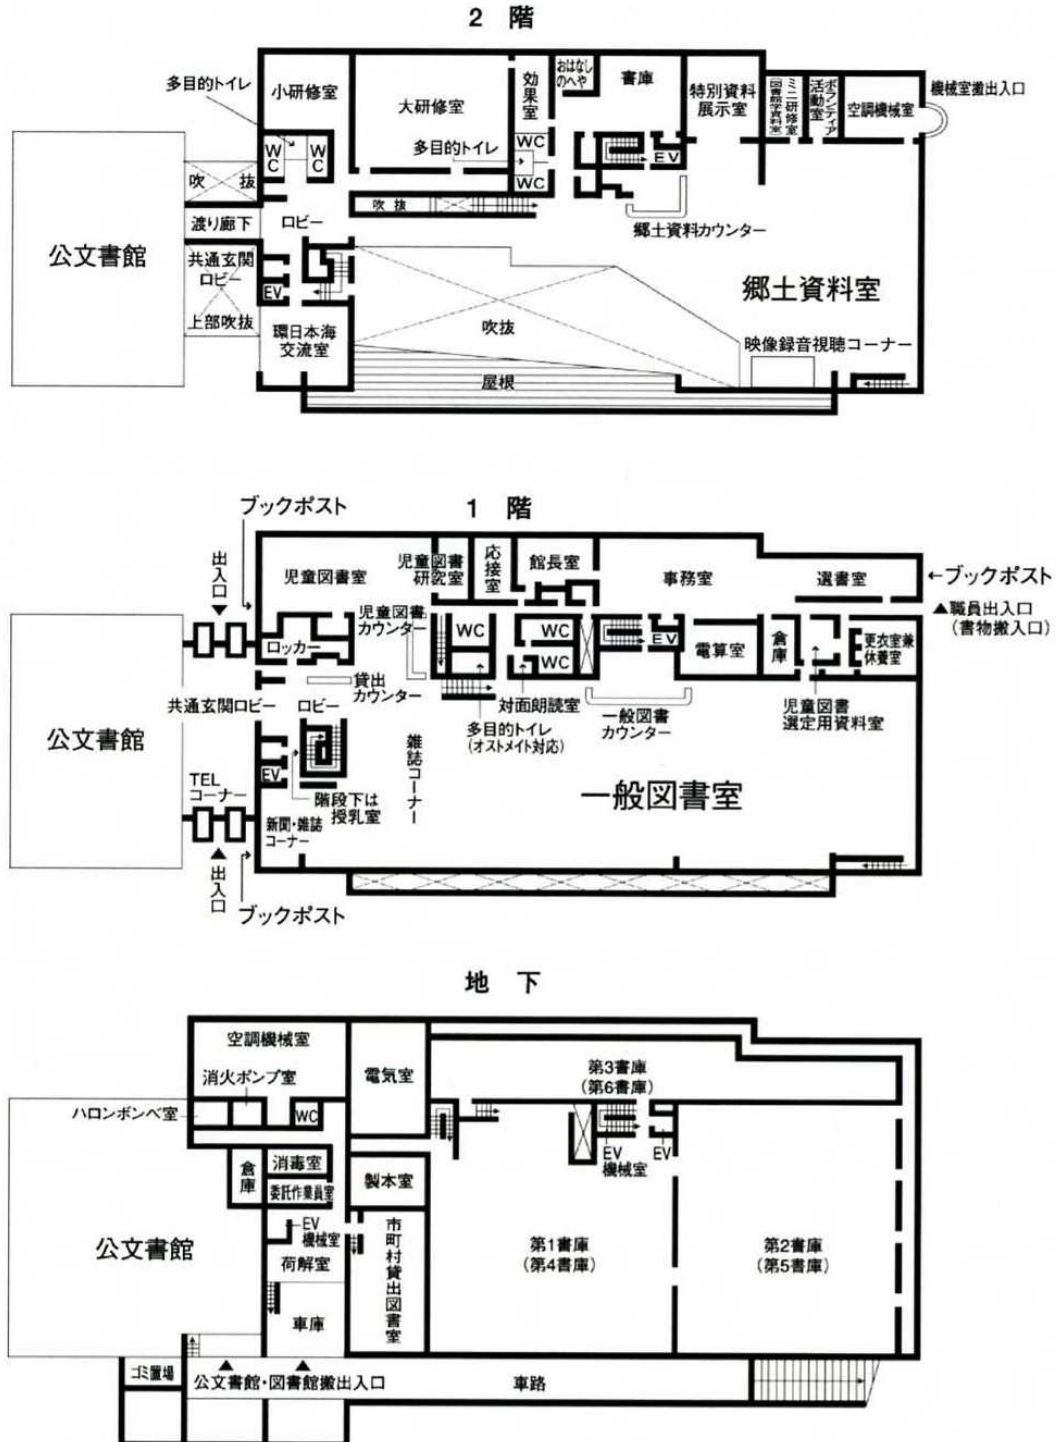 2 階
多目的トイレ
小研修室
大研修室
効果室
おはなし
のへや
書庫
特別資料
展示室
ミニ研修室
(図書館学資料室)
ボランティア
活動室
空調機械室
機械室搬出入口
WC
WC
多目的トイレ
WC
WC
EV
吹 抜
吹 抜
渡り廊下
ロビー
郷土資料カウンター
公文書館
共通玄関
ロビー
上部吹抜
EV
環日本海
交流室
吹抜
郷土資料室
映像録音視聴コーナー
屋根
1 階
ブックポスト
出入口
児童図書室
児童図書
研究室
応接室
館長室
事務室
選書室
←ブックポスト
▲職員出入口
(書物搬入口)
児童図書
カウンター
ロッカー
WC
WC
WC
EV
電算室
倉庫
更衣室兼
休養室
貸出
カウンター
共通玄関ロビー
ロビー
対面朗読室
多目的トイレ
(オストメイト対応)
一般図書
カウンター
児童図書
選定用資料室
公文書館
雑誌コーナー
EV
TEL
コーナー
階段下は
授乳室
一般図書室
新聞・雑誌
コーナー
出入口
ブックポスト
地 下
空調機械室
消火ポンプ室
電気室
第3書庫
(第6書庫)
ハロンボンベ室
WC
EV
機械室
EV
倉庫
消毒室
委託作業員室
製本室
公文書館
EV
機械室
荷解室
市町村貸出図書室
第1書庫
(第4書庫)
第2書庫
(第5書庫)
車庫
ゴミ置場
公文書館・図書館搬出入口
車路